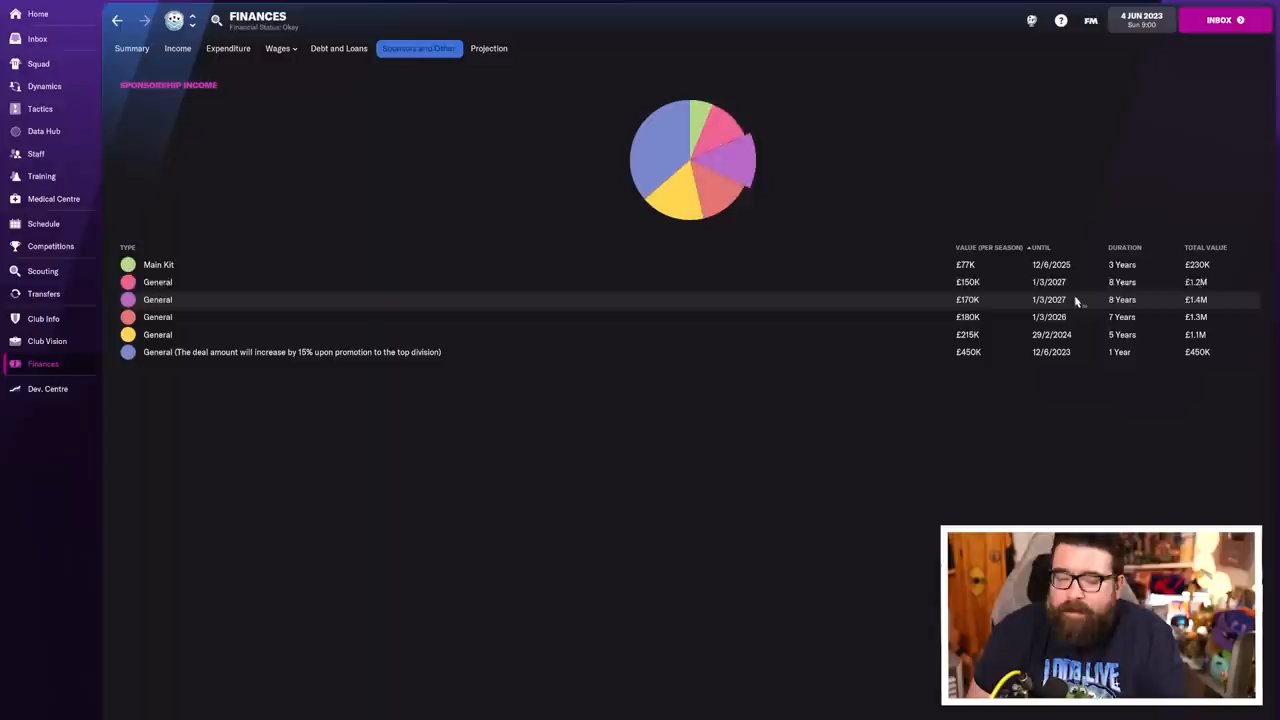 Home
Inbox
Squad
Dynamics
Tactics
Data Hub
Staff
Training
Medical Centre
Schedule
Competitions
Scouting
Transfers
Club Info
Club Vision
Finances
Dev. Centre
FINANCES
Financial Status: Okay
FM
4 JUN 2023
Sun 9:00
INBOX
Summary Income Expenditure Wages Debt and Loans Sponsors and Other Projection
SPONSORSHIP INCOME
TYPE VALUE (PER SEASON) UNTIL DURATION TOTAL VALUE
Main Kit £77K 12/6/2025 3 Years £230K
General £150K 1/3/2027 8 Years £1.2M
General £170K 1/3/2027 8 Years £1.4M
General £180K 1/3/2026 7 Years £1.3M
General £215K 29/2/2024 5 Years £1.1M
General (The deal amount will increase by 15% upon promotion to the top division) £450K 12/6/2023 1 Year £450K